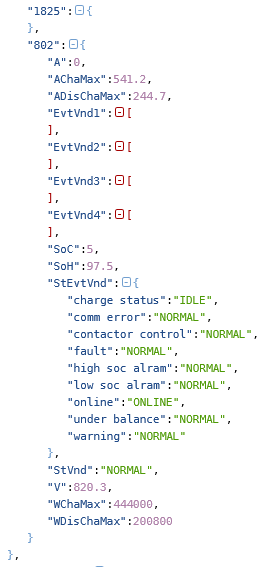 "1825":{
},
"802":{
"A":0,
"AChaMax":541.2,
"ADisChaMax":244.7,
"EvtVnd1":[
],
"EvtVnd2":[
],
"EvtVnd3":[
],
"EvtVnd4":[
],
"SoC":5,
"SoH":97.5,
"StEvtVnd":{
"charge status":"IDLE",
"comm error":"NORMAL",
"contactor control":"NORMAL",
"fault":"NORMAL",
"high soc alram":"NORMAL",
"low soc alram":"NORMAL",
"online":"ONLINE",
"under balance":"NORMAL",
"warning":"NORMAL"
},
"StVnd":"NORMAL",
"V":820.3,
"WChaMax":444000,
"WDisChaMax":200800
}
},